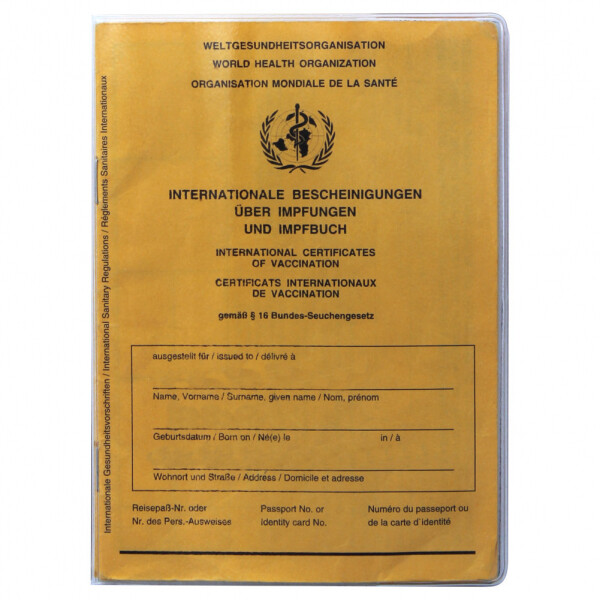 WELTGESUNDHEITSORGANISATION
WORLD HEALTH ORGANIZATION
ORGANISATION MONDIALE DE LA SANTÉ
INTERNATIONALE BESCHEINIGUNGEN
ÜBER IMPFUNGEN
UND IMPFBUCH
INTERNATIONAL CERTIFICATES
OF VACCINATION
CERTIFICATS INTERNATIONAUX
DE VACCINATION
gemäß § 16 Bundes-Seuchengesetz
ausgestellt für / issued to / délivré à
Name, Vorname / Surname, given name / Nom, prénom
Geburtsdatum / Born on / Né(e) le in / à
Wohnort und Straße / Address / Domicile et adresse
Reisepaß-Nr. oder Passport No. or Numéro du passeport ou
Nr. des Pers.-Ausweises identity card No. de la carte d'identité
Internationale Gesundheitsvorschriften / International Sanitary Regulations / Réglements Sanitaires Internationaux